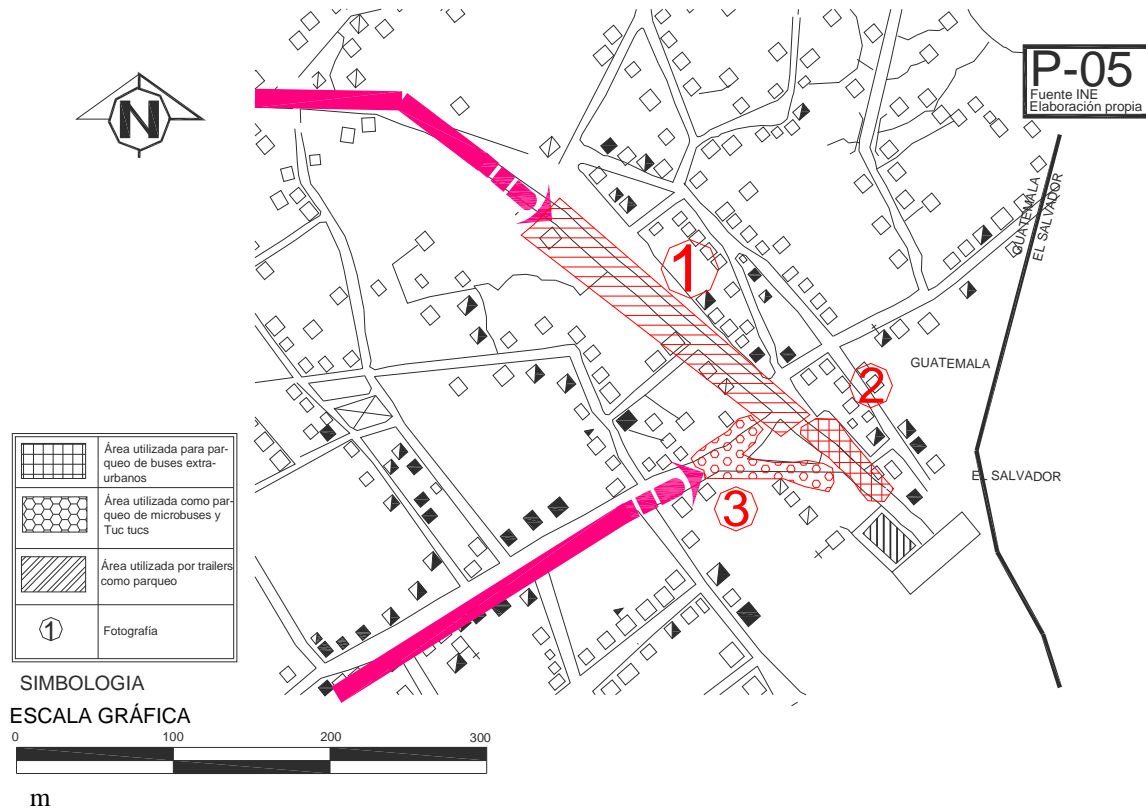 P-05
Fuente INE
Elaboración propia
N
GUATEMALA
EL SALVADOR
1
2
GUATEMALA
EL SALVADOR
3
Área utilizada para par-
queo de buses extra-
urbanos
Área utilizada como par-
queo de microbuses y
Tuc tucs
Área utilizada por trailers
como parqueo
1
Fotografía
SIMBOLOGIA
ESCALA GRÁFICA
0 100 200 300
m